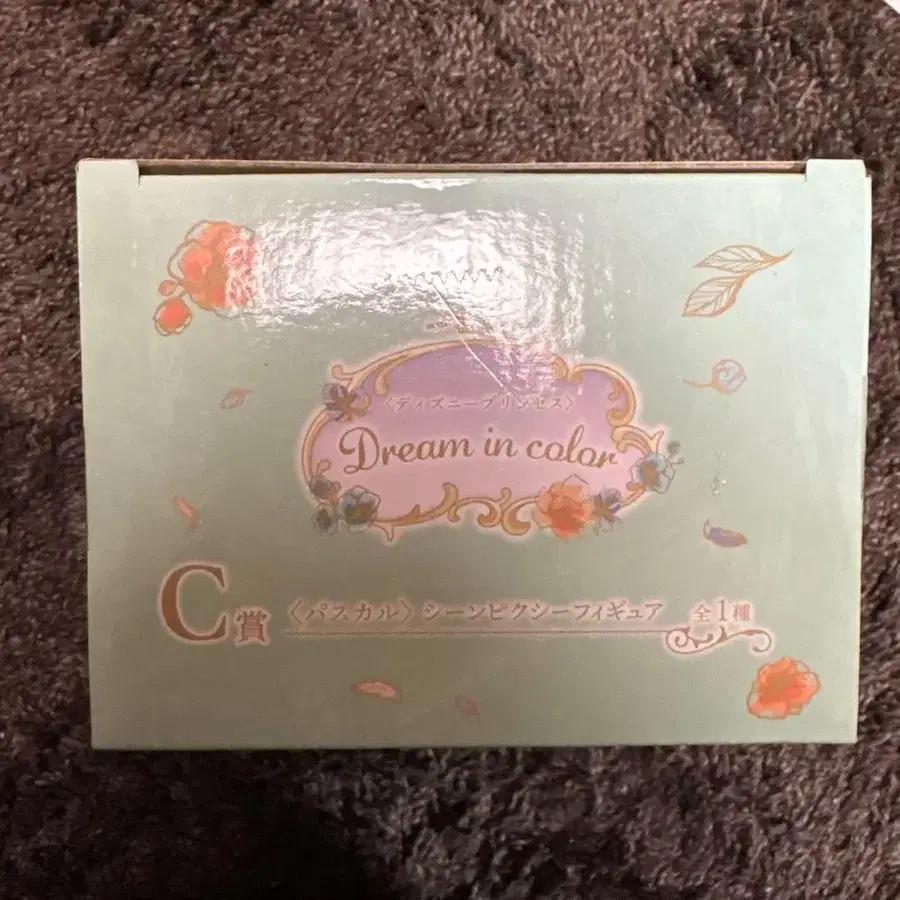 〈ディズニープリンセス〉
Dream in color
C賞 〈パスカル〉 シーンピクシーフィギュア 全1種